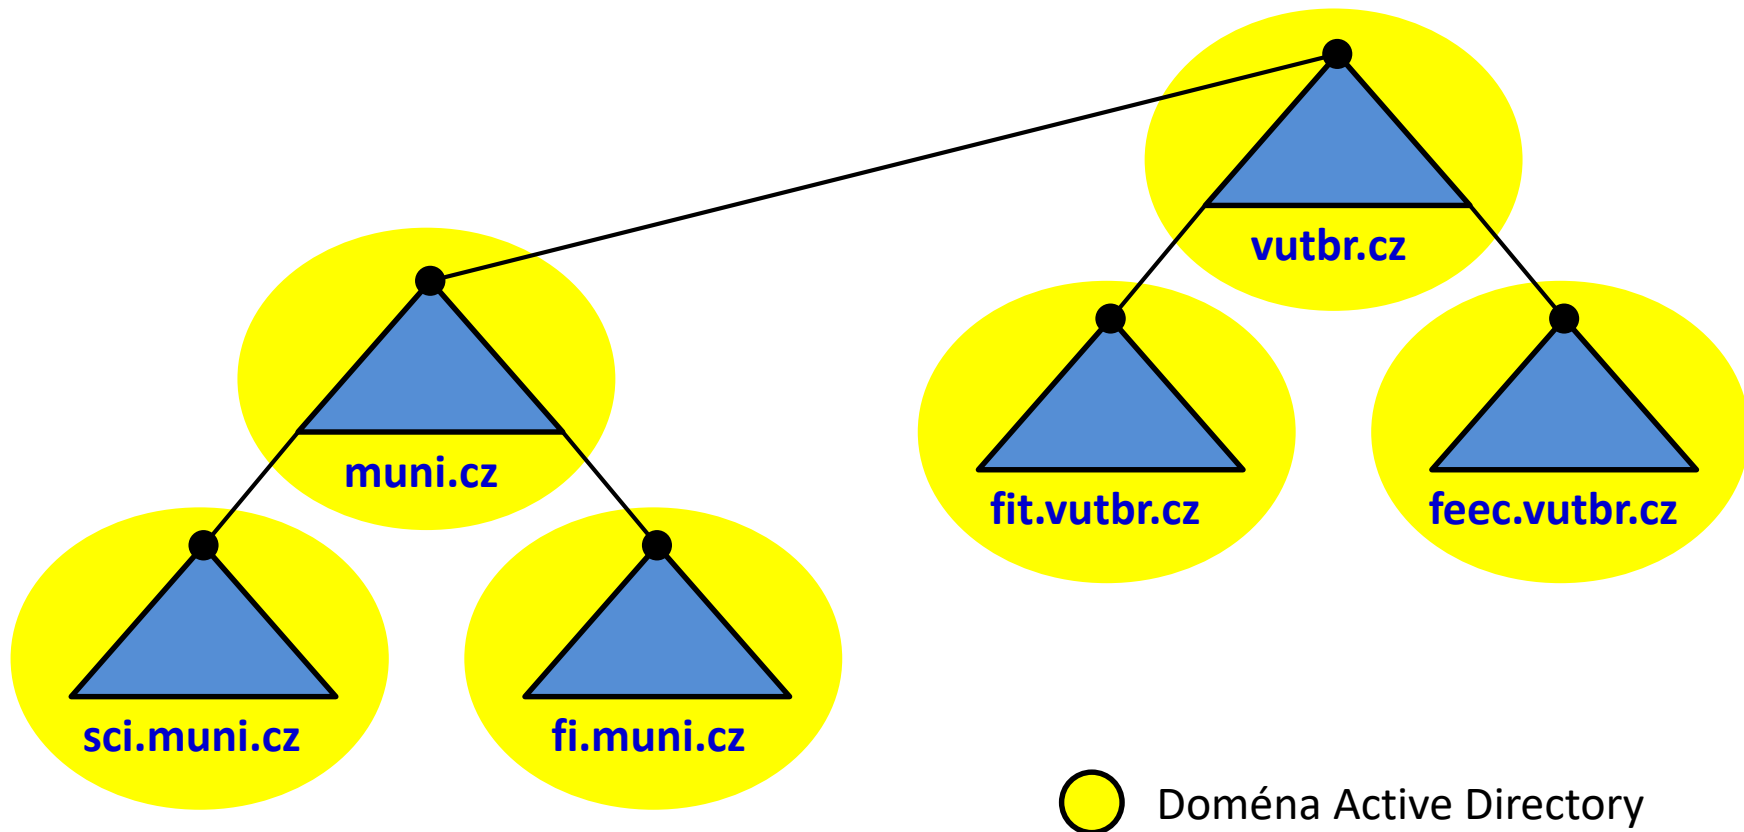 vutbr.cz
muni.cz
fit.vutbr.cz
feec.vutbr.cz
sci.muni.cz
fi.muni.cz
Doména Active Directory